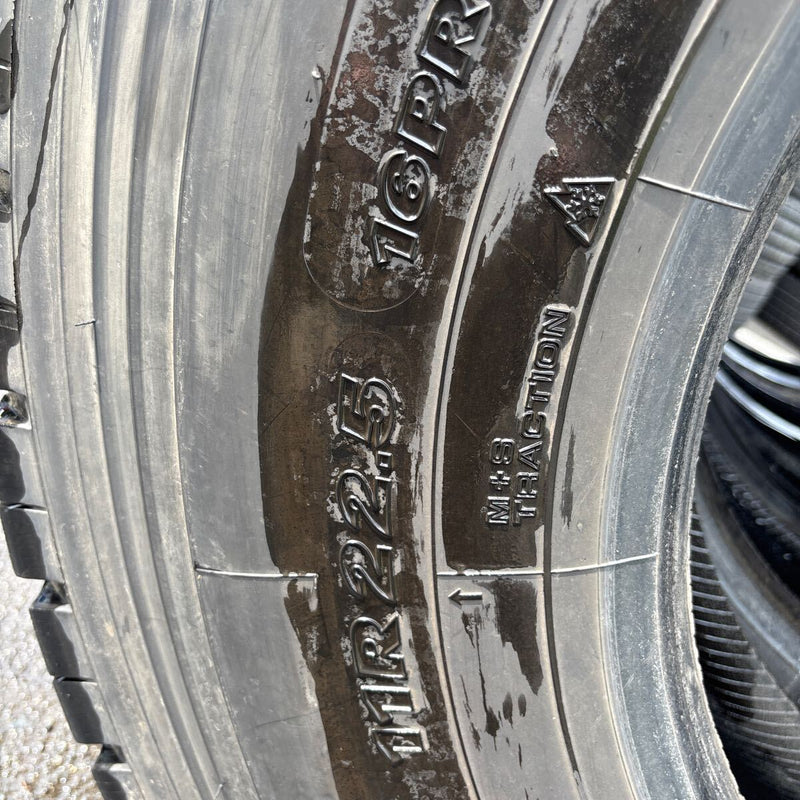 11R22.5
16PR
M+S
TRACTION